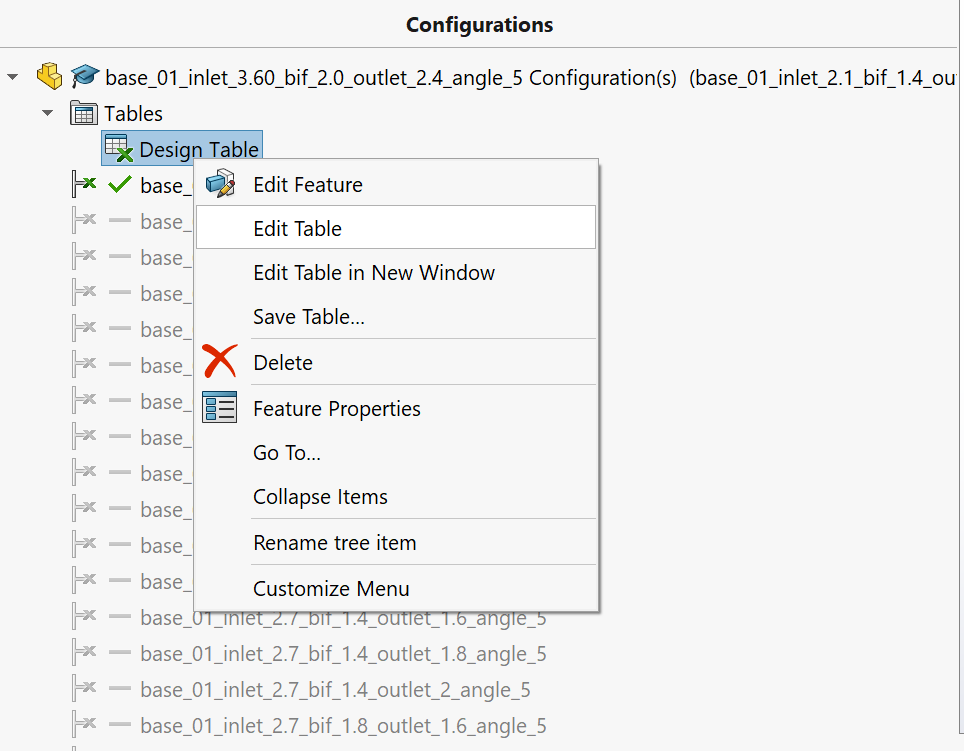 Configurations
base_01_inlet_3.60_bif_2.0_outlet_2.4_angle_5 Configuration(s) (base_01_inlet_2.1_bif_1.4_ou
Tables
Design Table
base_
Edit Feature
base_
Edit Table
base_
Edit Table in New Window
base_
Save Table...
base_
base_
Delete
base_
Feature Properties
base_
Go To...
base_
Collapse Items
base_
base_
Rename tree item
base_
Customize Menu
base_01_inlet_2.7_bif_1.4_outlet_1.6_angle_5
base_01_inlet_2.7_bif_1.4_outlet_1.8_angle_5
base_01_inlet_2.7_bif_1.4_outlet_2_angle_5
base_01_inlet_2.7_bif_1.8_outlet_1.6_angle_5